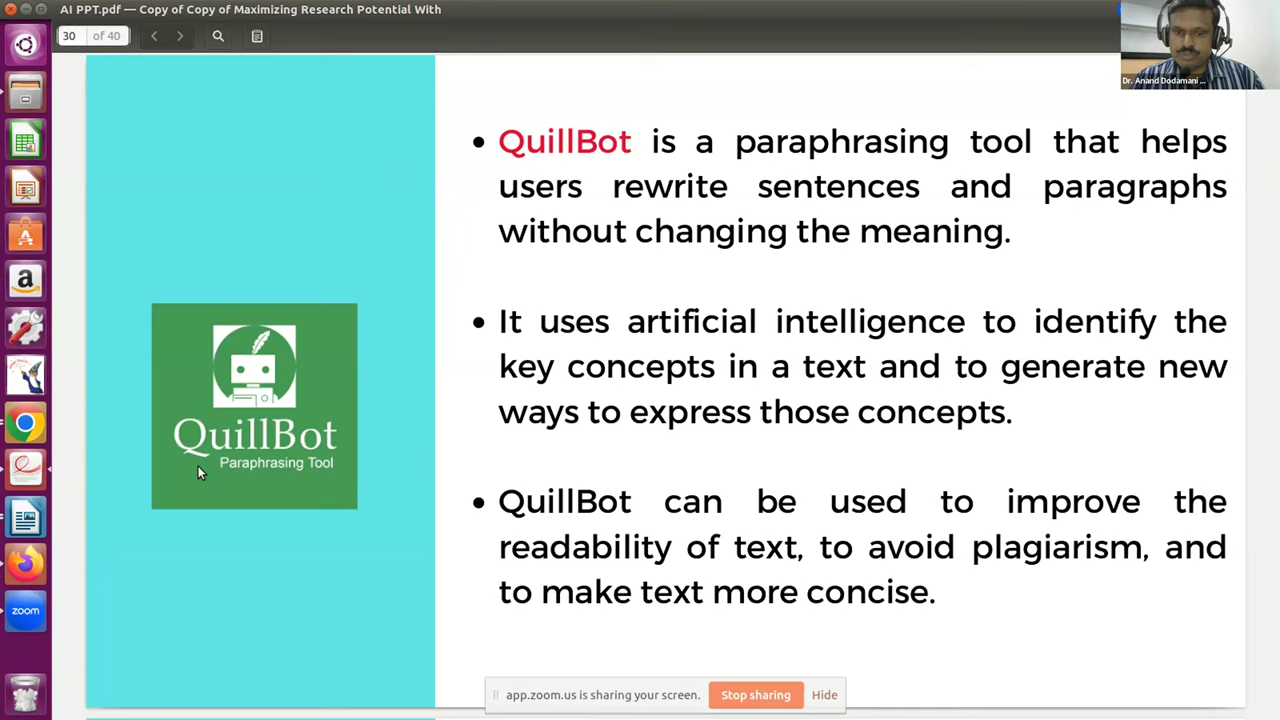 AI PPT.pdf — Copy of Copy of Maximizing Research Potential With
30 of 40
Dr. Anand Dodamani ...
• QuillBot is a paraphrasing tool that helps
users rewrite sentences and paragraphs
without changing the meaning.
• It uses artificial intelligence to identify the
key concepts in a text and to generate new
ways to express those concepts.
QuillBot
Paraphrasing Tool
• QuillBot can be used to improve the
readability of text, to avoid plagiarism, and
to make text more concise.
zoom
app.zoom.us is sharing your screen. Stop sharing Hide